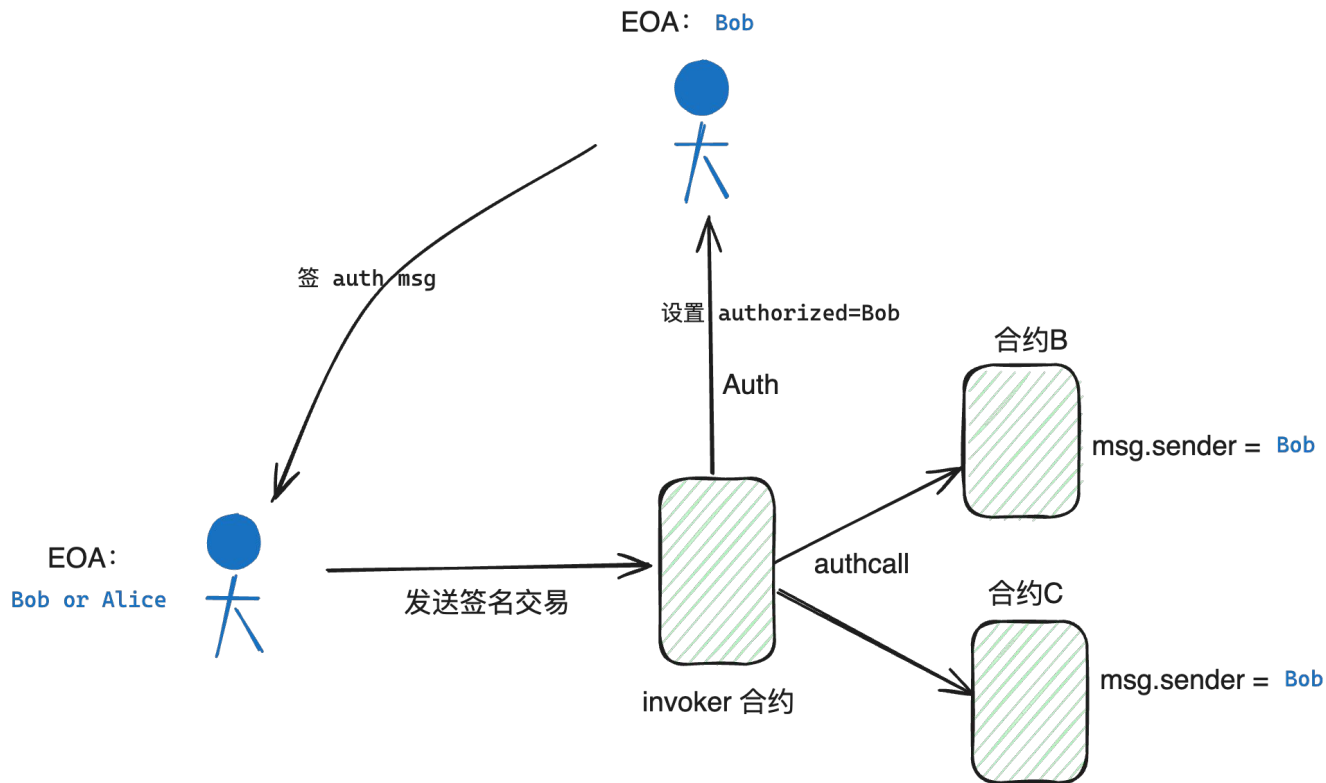 EOA： Bob
签 auth msg
设置 authorized=Bob
Auth
合约B
msg.sender = Bob
EOA：
Bob or Alice
发送签名交易
authcall
合约C
msg.sender = Bob
invoker 合约